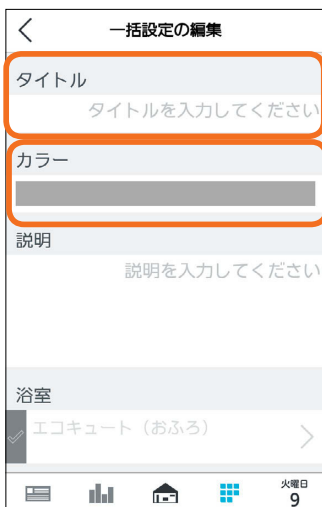 一括設定の編集
タイトル
タイトルを入力してください
カラー
説明
説明を入力してください
浴室
エコキュート（おふろ）
火曜日
9